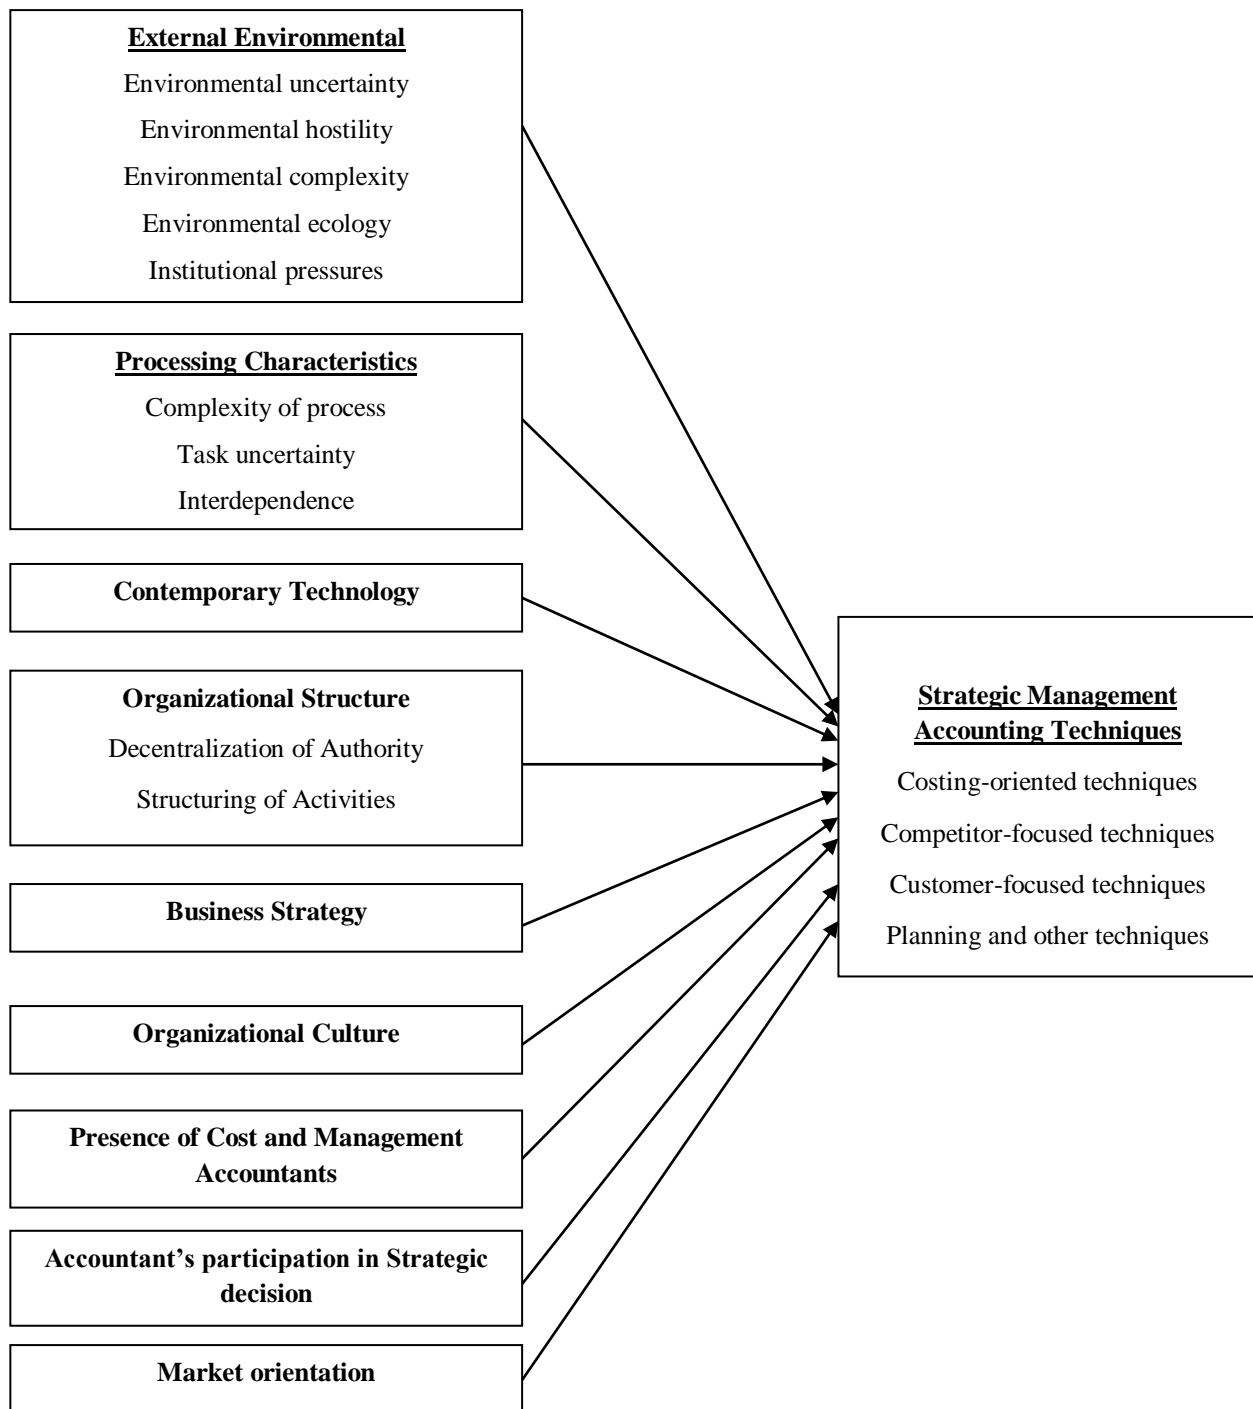 External Environmental
Environmental uncertainty
Environmental hostility
Environmental complexity
Environmental ecology
Institutional pressures
Processing Characteristics
Complexity of process
Task uncertainty
Interdependence
Contemporary Technology
Organizational Structure
Decentralization of Authority
Structuring of Activities
Business Strategy
Organizational Culture
Presence of Cost and Management
Accountants
Accountant’s participation in Strategic
decision
Market orientation
Strategic Management
Accounting Techniques
Costing-oriented techniques
Competitor-focused techniques
Customer-focused techniques
Planning and other techniques